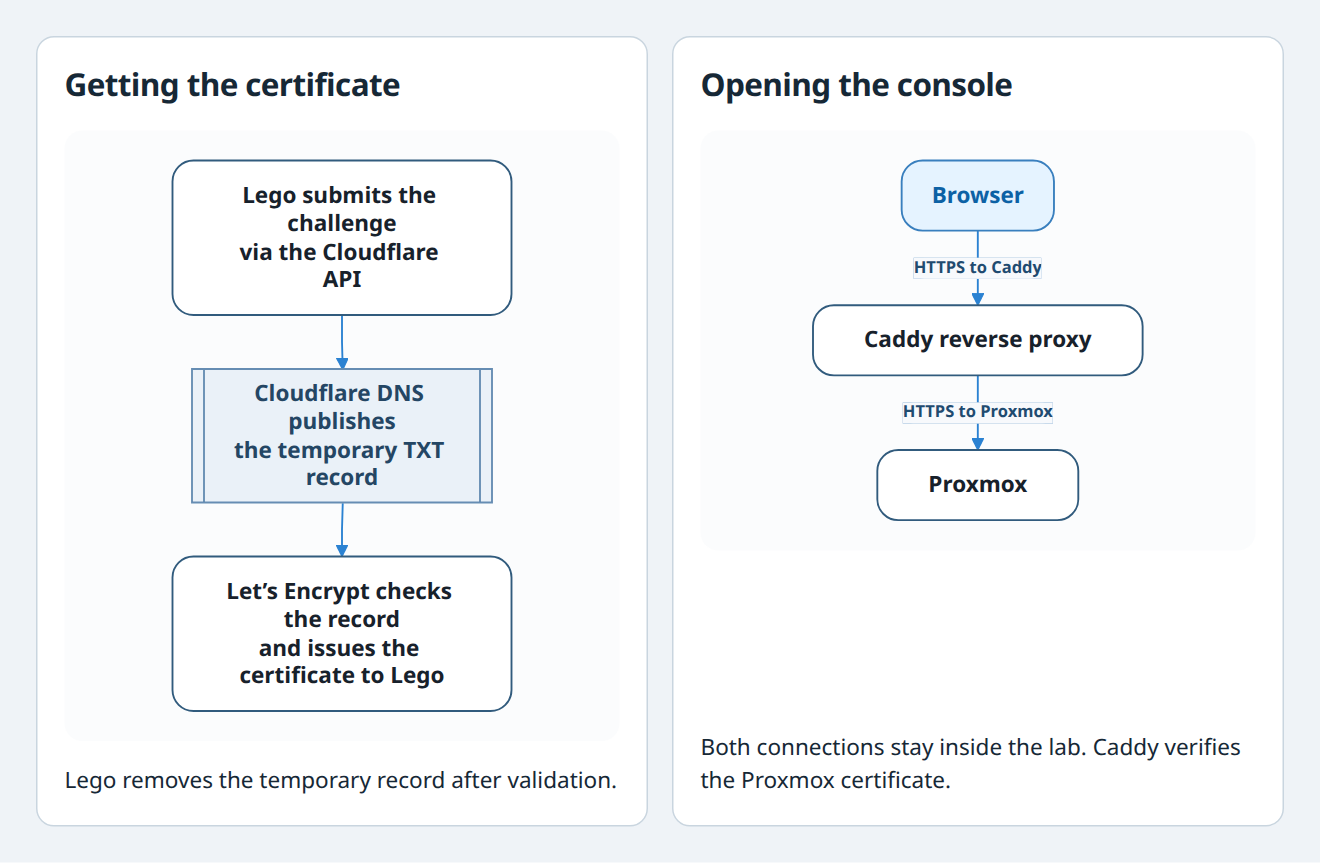 Getting the certificate
Lego submits the
challenge
via the Cloudflare
API
Cloudflare DNS
publishes
the temporary TXT
record
Let’s Encrypt checks
the record
and issues the
certificate to Lego
Lego removes the temporary record after validation.
Opening the console
Browser
HTTPS to Caddy
Caddy reverse proxy
HTTPS to Proxmox
Proxmox
Both connections stay inside the lab. Caddy verifies
the Proxmox certificate.